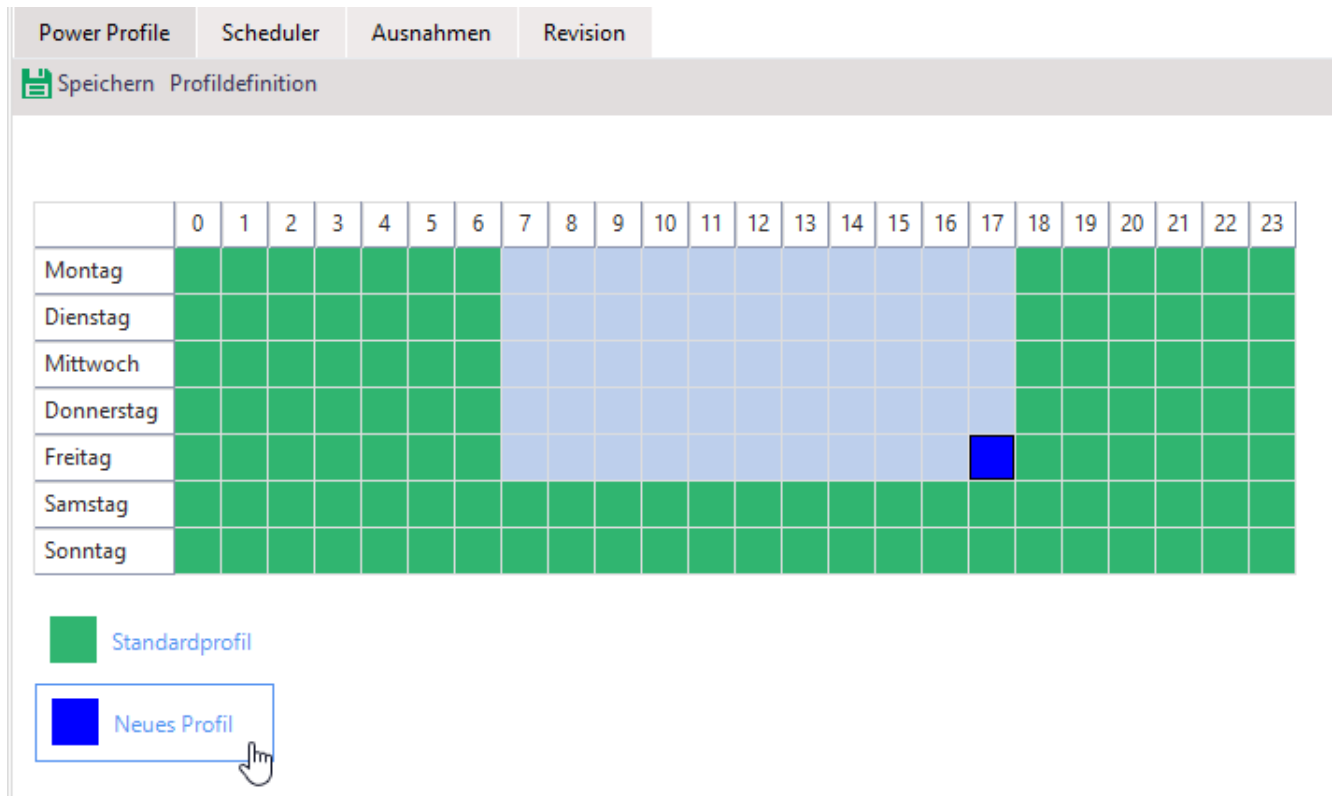 Power Profile Scheduler Ausnahmen Revision
Speichern Profildefinition
0 1 2 3 4 5 6 7 8 9 10 11 12 13 14 15 16 17 18 19 20 21 22 23
Montag
Dienstag
Mittwoch
Donnerstag
Freitag
Samstag
Sonntag
Standardprofil
Neues Profil